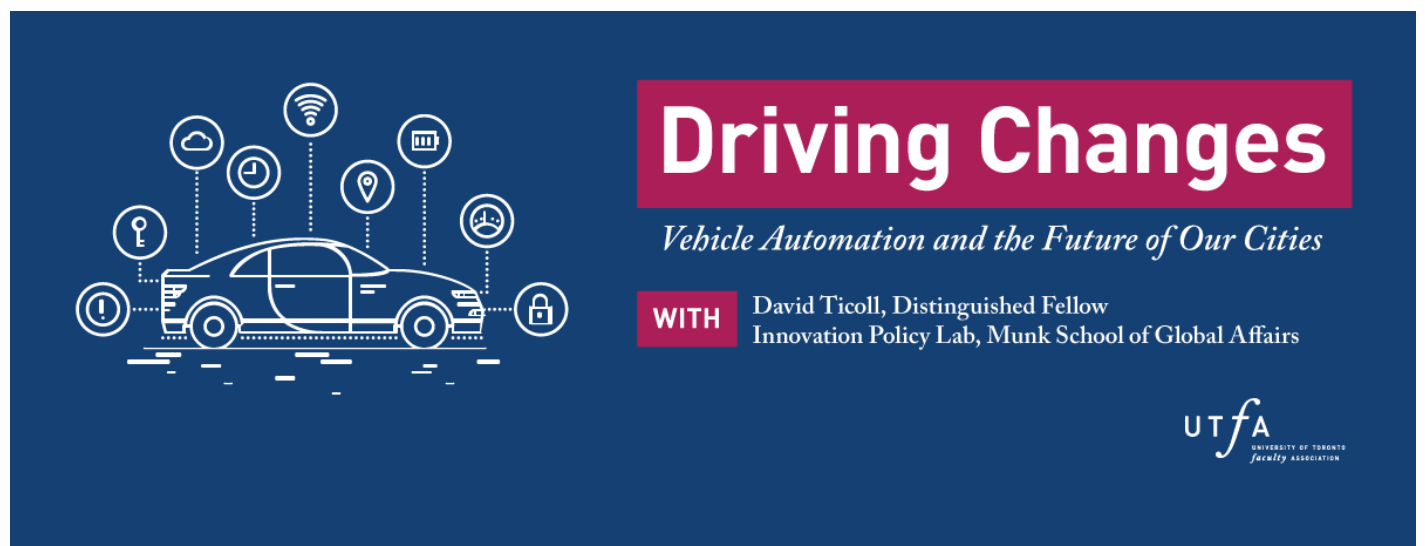 Driving Changes
Vehicle Automation and the Future of Our Cities
WITH
David Ticoll, Distinguished Fellow
Innovation Policy Lab, Munk School of Global Affairs
UTfA
UNIVERSITY OF TORONTO
faculty ASSOCIATION